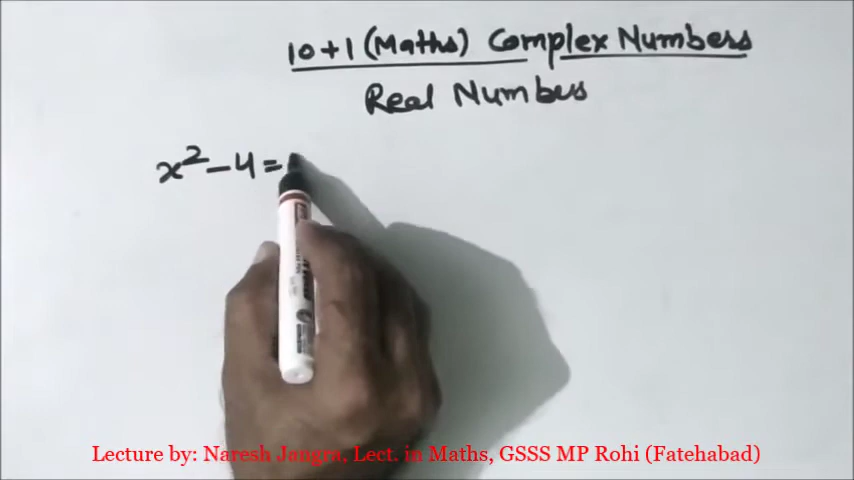 10+1 (Maths) Complex Numbers
Real Numbers
x² - 4 =
Lecture by: Naresh Jangra, Lect. in Maths, GSSS MP Rohi (Fatehabad)